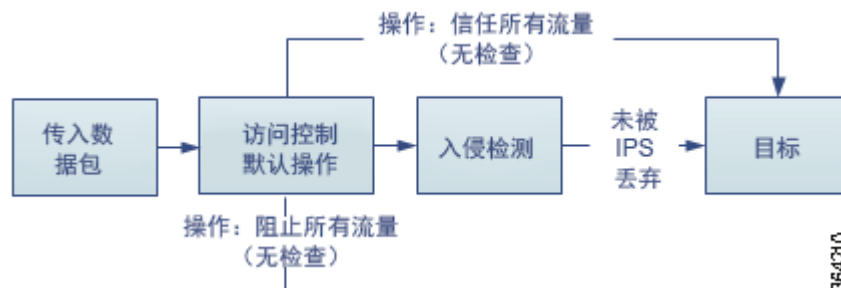 操作：信任所有流量
（无检查）
传入数
据包
访问控制
默认操作
入侵检测
未被
IPS
丢弃
目标
操作：阻止所有流量
（无检查）